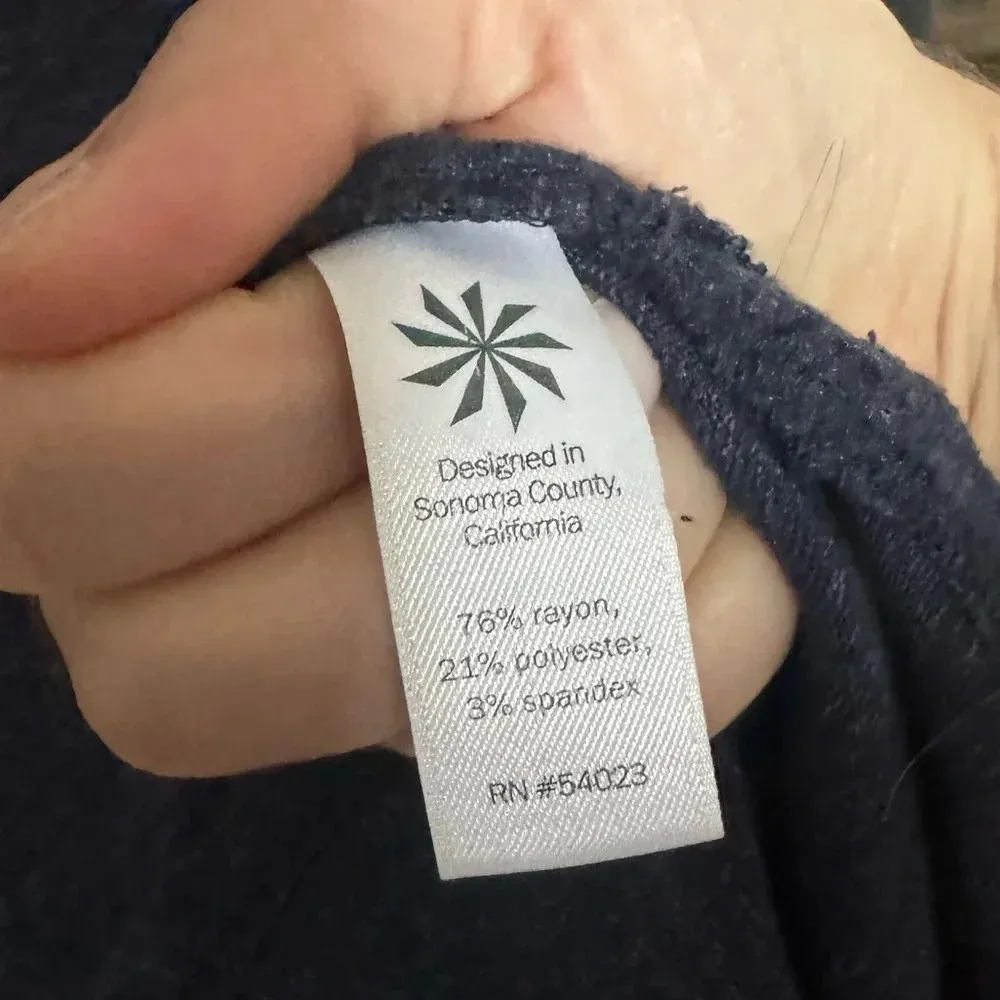 Designed in
Sonoma County,
California
76% rayon,
21% polyester,
3% spandex
RN #54023